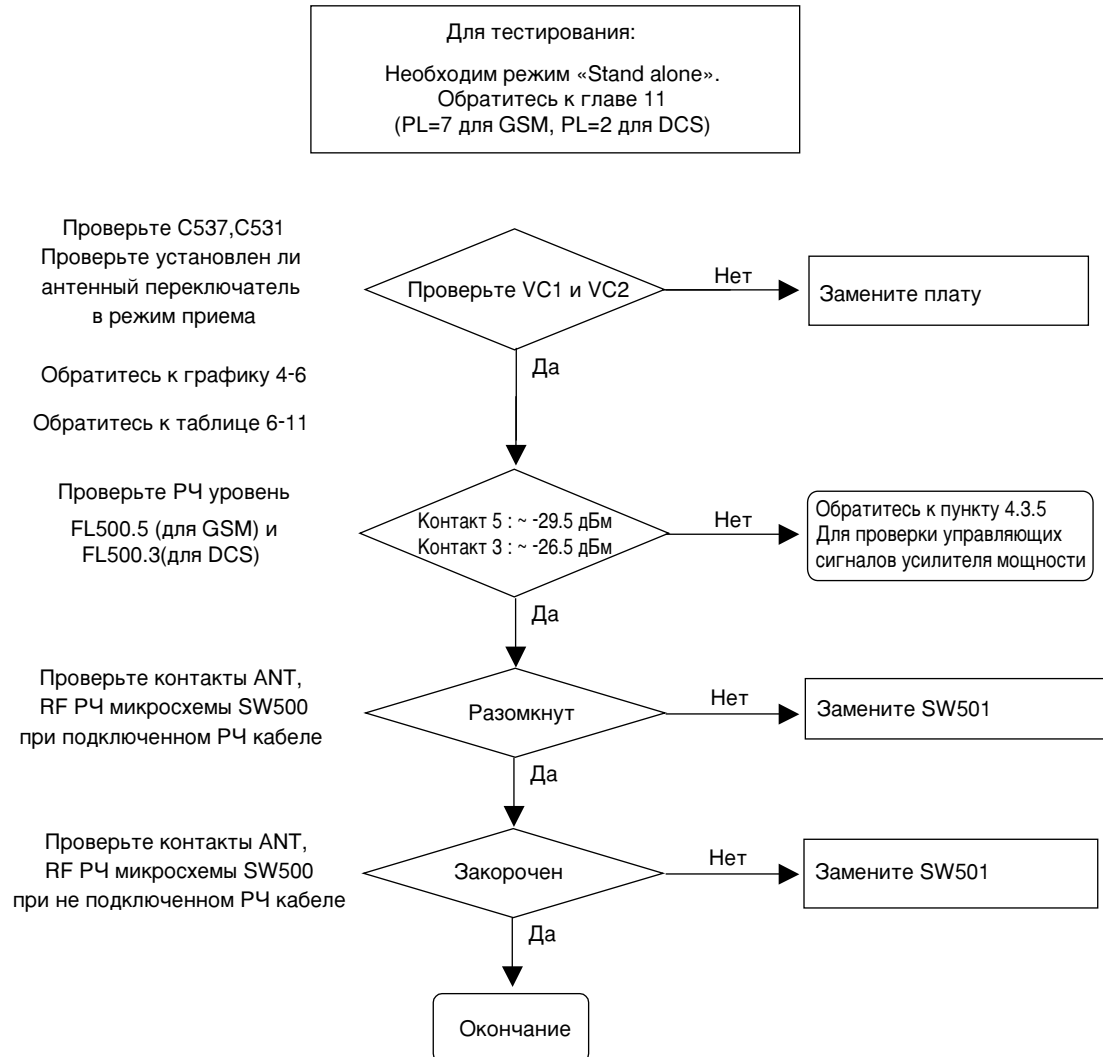 Для тестирования:
Необходим режим «Stand alone».
Обратитесь к главе 11
(PL=7 для GSM, PL=2 для DCS)
Проверьте C537,C531
Проверьте установлен ли
антенный переключатель
в режим приема
Проверьте VC1 и VC2
Нет
Замените плату
Да
Обратитесь к графику 4-6
Обратитесь к таблице 6-11
Проверьте РЧ уровень
FL500.5 (для GSM) и
FL500.3(для DCS)
Контакт 5 : ~ -29.5 дБм
Контакт 3 : ~ -26.5 дБм
Нет
Обратитесь к пункту 4.3.5
Для проверки управляющих
сигналов усилителя мощности
Да
Проверьте контакты ANT,
RF РЧ микросхемы SW500
при подключенном РЧ кабеле
Разомкнут
Нет
Замените SW501
Да
Проверьте контакты ANT,
RF РЧ микросхемы SW500
при не подключенном РЧ кабеле
Закорочен
Нет
Замените SW501
Да
Окончание